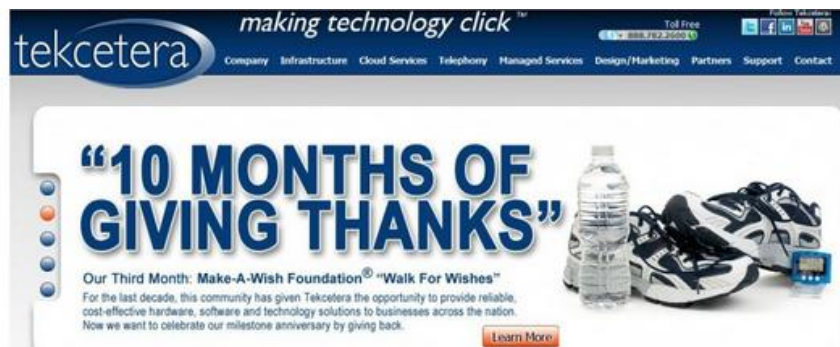 making technology click™
Toll Free
888.782.2600
Follow Tekcetera:
tekcetera
Company Infrastructure Cloud Services Telephony Managed Services Design/Marketing Partners Support Contact
“10 MONTHS OF
GIVING THANKS”
Our Third Month: Make-A-Wish Foundation® “Walk For Wishes”
For the last decade, this community has given Tekcetera the opportunity to provide reliable,
cost-effective hardware, software and technology solutions to businesses across the nation.
Now we want to celebrate our milestone anniversary by giving back.
Learn More